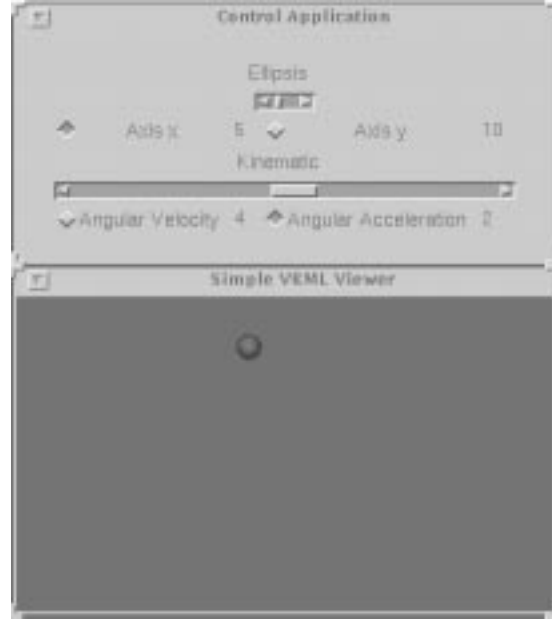 Control Application
Ellipsis
Axis x 5 Axis y 10
Kinematic
Angular Velocity 4 Angular Acceleration 2
Simple VRML Viewer